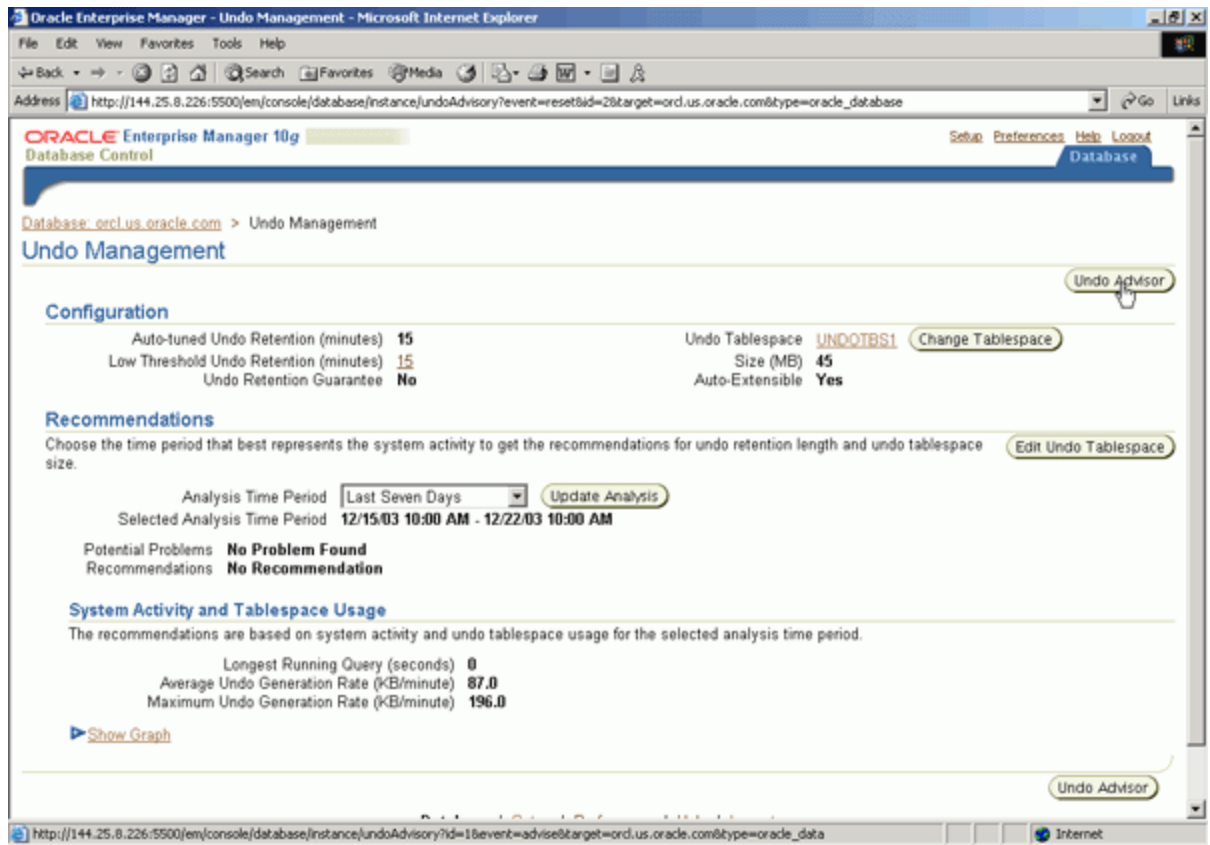 Oracle Enterprise Manager - Undo Management - Microsoft Internet Explorer
File Edit View Favorites Tools Help
Back Search Favorites Media
Address http://144.25.8.226:5500/em/console/database/instance/undoAdvisory?event=reset&id=2&target=orcl.us.oracle.com&type=oracle_database Go Links
ORACLE Enterprise Manager 10g Setup Preferences Help Logout
Database Control Database
Database: orcl.us.oracle.com > Undo Management
Undo Management
Undo Advisor
Configuration
Auto-tuned Undo Retention (minutes) 15 Undo Tablespace UNDOTBS1 Change Tablespace
Low Threshold Undo Retention (minutes) 15 Size (MB) 45
Undo Retention Guarantee No Auto-Extensible Yes
Recommendations
Choose the time period that best represents the system activity to get the recommendations for undo retention length and undo tablespace Edit Undo Tablespace
size.
Analysis Time Period Last Seven Days Update Analysis
Selected Analysis Time Period 12/15/03 10:00 AM - 12/22/03 10:00 AM
Potential Problems No Problem Found
Recommendations No Recommendation
System Activity and Tablespace Usage
The recommendations are based on system activity and undo tablespace usage for the selected analysis time period.
Longest Running Query (seconds) 0
Average Undo Generation Rate (KB/minute) 87.0
Maximum Undo Generation Rate (KB/minute) 196.0
Show Graph
Undo Advisor
http://144.25.8.226:5500/em/console/database/instance/undoAdvisory?id=1&event=advise&target=orcl.us.oracle.com&type=oracle_data Internet